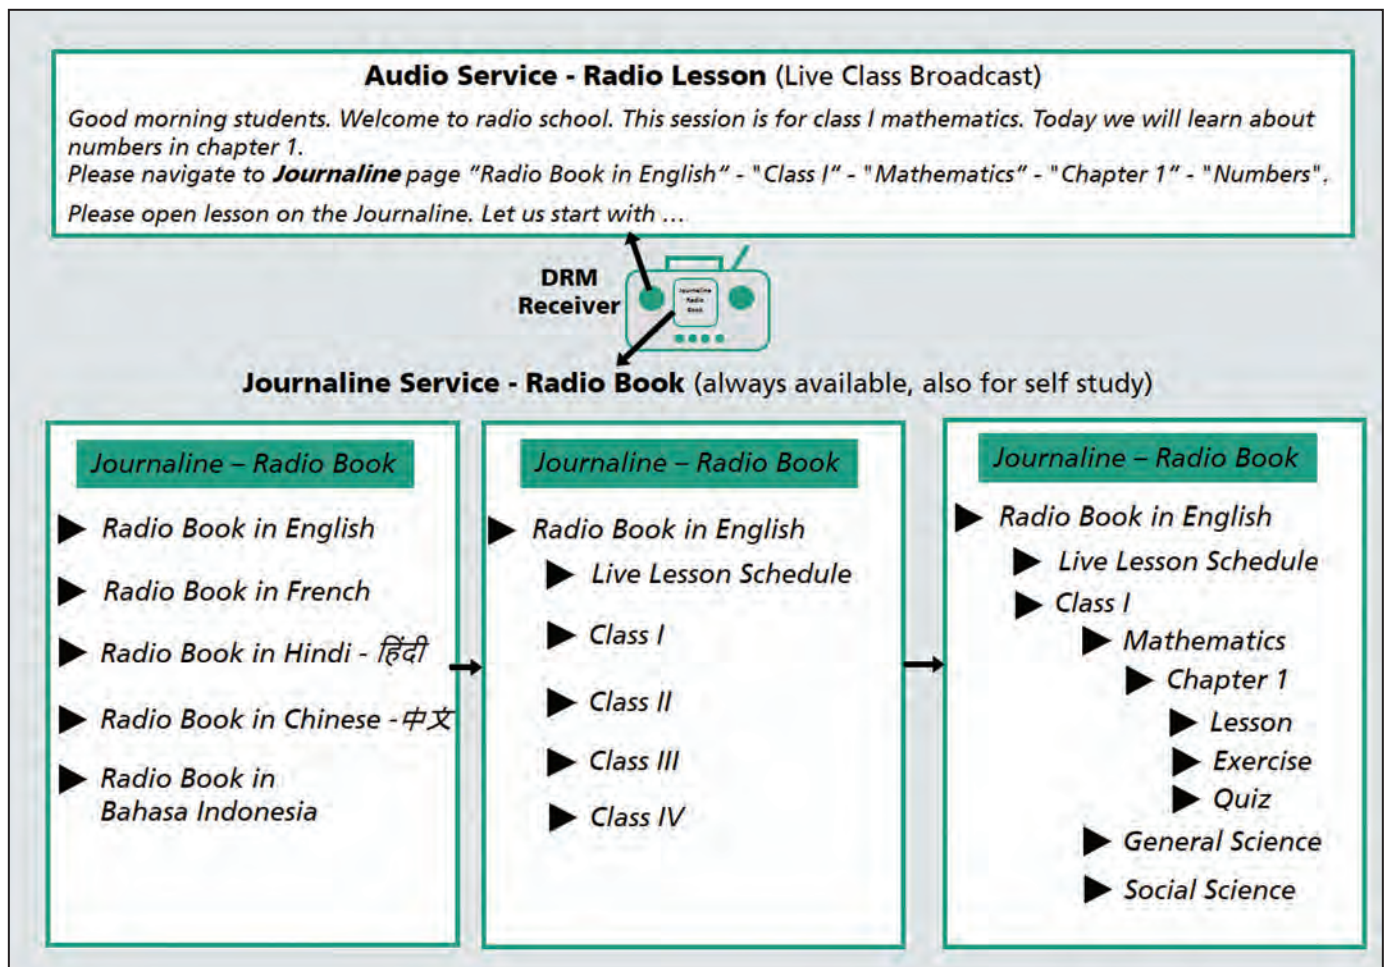 Audio Service - Radio Lesson (Live Class Broadcast)
Good morning students. Welcome to radio school. This session is for class I mathematics. Today we will learn about
numbers in chapter 1.
Please navigate to Journaline page "Radio Book in English" - "Class I" - "Mathematics" - "Chapter 1" - "Numbers".
Please open lesson on the Journaline. Let us start with ...
DRM
Receiver
Journaline
Radio
Book
Journaline Service - Radio Book (always available, also for self study)
Journaline – Radio Book
Radio Book in English
Radio Book in French
Radio Book in Hindi - हिंदी
Radio Book in Chinese -中文
Radio Book in
Bahasa Indonesia
Journaline – Radio Book
Radio Book in English
Live Lesson Schedule
Class I
Class II
Class III
Class IV
Journaline – Radio Book
Radio Book in English
Live Lesson Schedule
Class I
Mathematics
Chapter 1
Lesson
Exercise
Quiz
General Science
Social Science